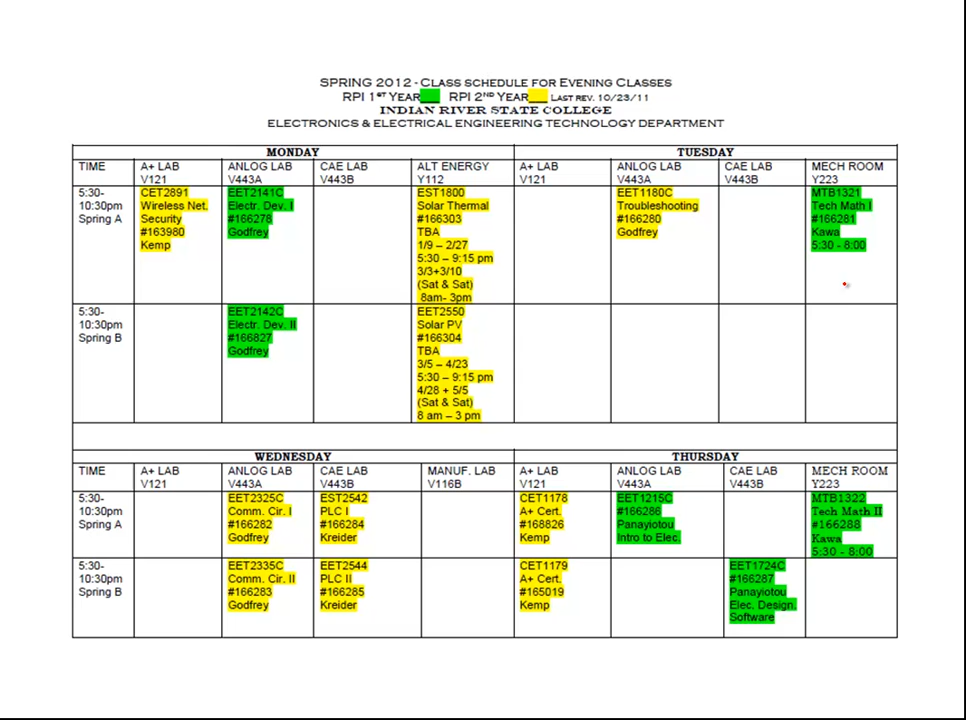 SPRING 2012 - CLASS SCHEDULE FOR EVENING CLASSES
RPI 1ST YEAR RPI 2ND YEAR LAST REV. 10/23/11
INDIAN RIVER STATE COLLEGE
ELECTRONICS & ELECTRICAL ENGINEERING TECHNOLOGY DEPARTMENT
MONDAY
TUESDAY
TIME
A+ LAB
V121
ANLOG LAB
V443A
CAE LAB
V443B
ALT ENERGY
Y112
A+ LAB
V121
ANLOG LAB
V443A
CAE LAB
V443B
MECH ROOM
Y223
5:30-
10:30pm
Spring A
CET2891
Wireless Net.
Security
#163980
Kemp
EET2141C
Electr. Dev. I
#166278
Godfrey
EST1800
Solar Thermal
#166303
TBA
1/9 – 2/27
5:30 – 9:15 pm
3/3+3/10
(Sat & Sat)
8am- 3pm
EET1180C
Troubleshooting
#166280
Godfrey
MTB1321
Tech Math I
#166281
Kawa
5:30 - 8:00
5:30-
10:30pm
Spring B
EET2142C
Electr. Dev. II
#166827
Godfrey
EET2550
Solar PV
#166304
TBA
3/5 – 4/23
5:30 – 9:15 pm
4/28 + 5/5
(Sat & Sat)
8 am – 3 pm
WEDNESDAY
THURSDAY
TIME
A+ LAB
V121
ANLOG LAB
V443A
CAE LAB
V443B
MANUF. LAB
V116B
A+ LAB
V121
ANLOG LAB
V443A
CAE LAB
V443B
MECH ROOM
Y223
5:30-
10:30pm
Spring A
EET2325C
Comm. Cir. I
#166282
Godfrey
EST2542
PLC I
#166284
Kreider
CET1178
A+ Cert.
#168826
Kemp
EET1215C
#166286
Panayiotou
Intro to Elec.
MTB1322
Tech Math II
#166288
Kawa
5:30 - 8:00
5:30-
10:30pm
Spring B
EET2335C
Comm. Cir. II
#166283
Godfrey
EET2544
PLC II
#166285
Kreider
CET1179
A+ Cert.
#165019
Kemp
EET1724C
#166287
Panayiotou
Elec. Design.
Software